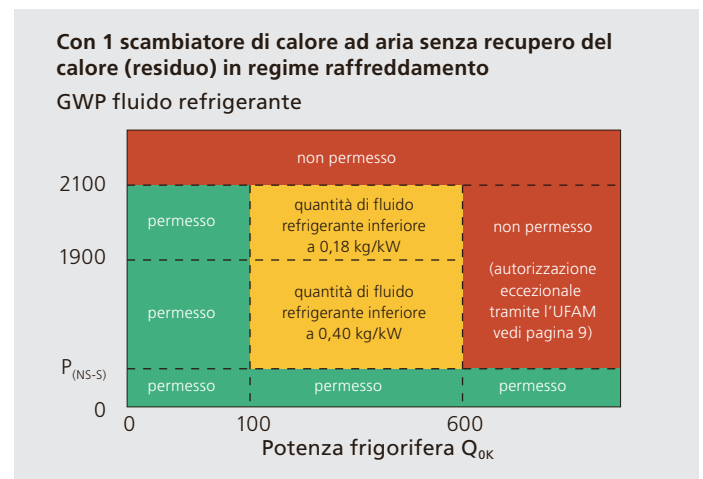 Con 1 scambiatore di calore ad aria senza recupero del
calore (residuo) in regime raffreddamento
GWP fluido refrigerante
non permesso
2100
permesso
quantità di fluido
refrigerante inferiore
a 0,18 kg/kW
non permesso
(autorizzazione
eccezionale
tramite l'UFAM
vedi pagina 9)
1900
permesso
quantità di fluido
refrigerante inferiore
a 0,40 kg/kW
P(NS-S)
permesso
permesso
permesso
0
0
100
600
Potenza frigorifera Q0K